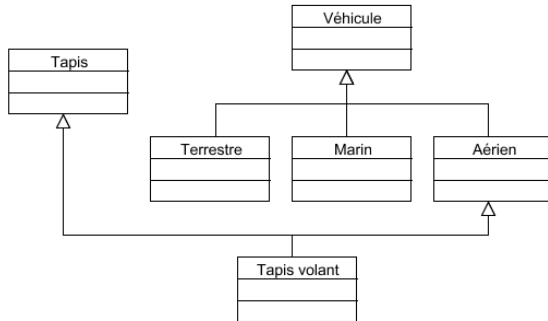 Véhicule
Tapis
Terrestre
Marin
Aérien
Tapis volant